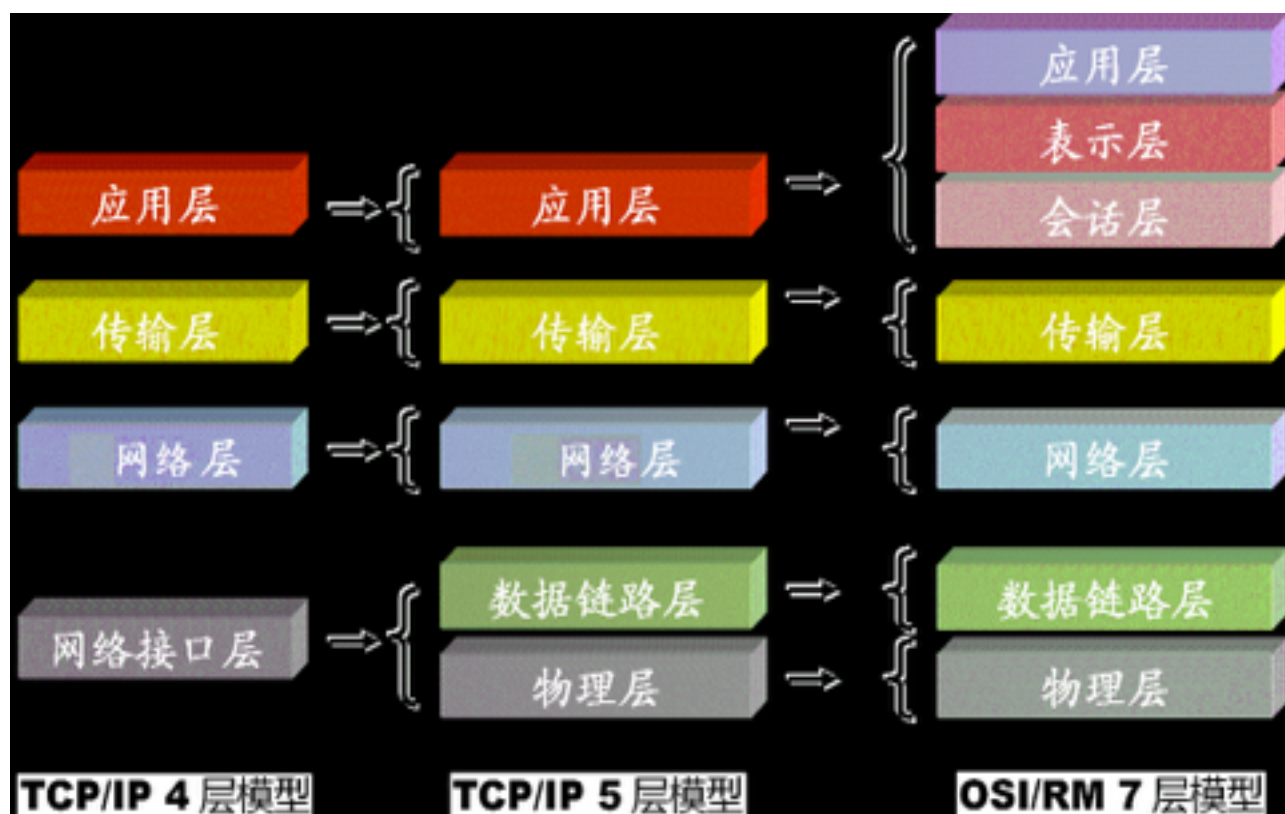 应用层
传输层
网络层
网络接口层
TCP/IP 4 层模型
应用层
传输层
网络层
数据链路层
物理层
TCP/IP 5 层模型
应用层
表示层
会话层
传输层
网络层
数据链路层
物理层
OSI/RM 7 层模型